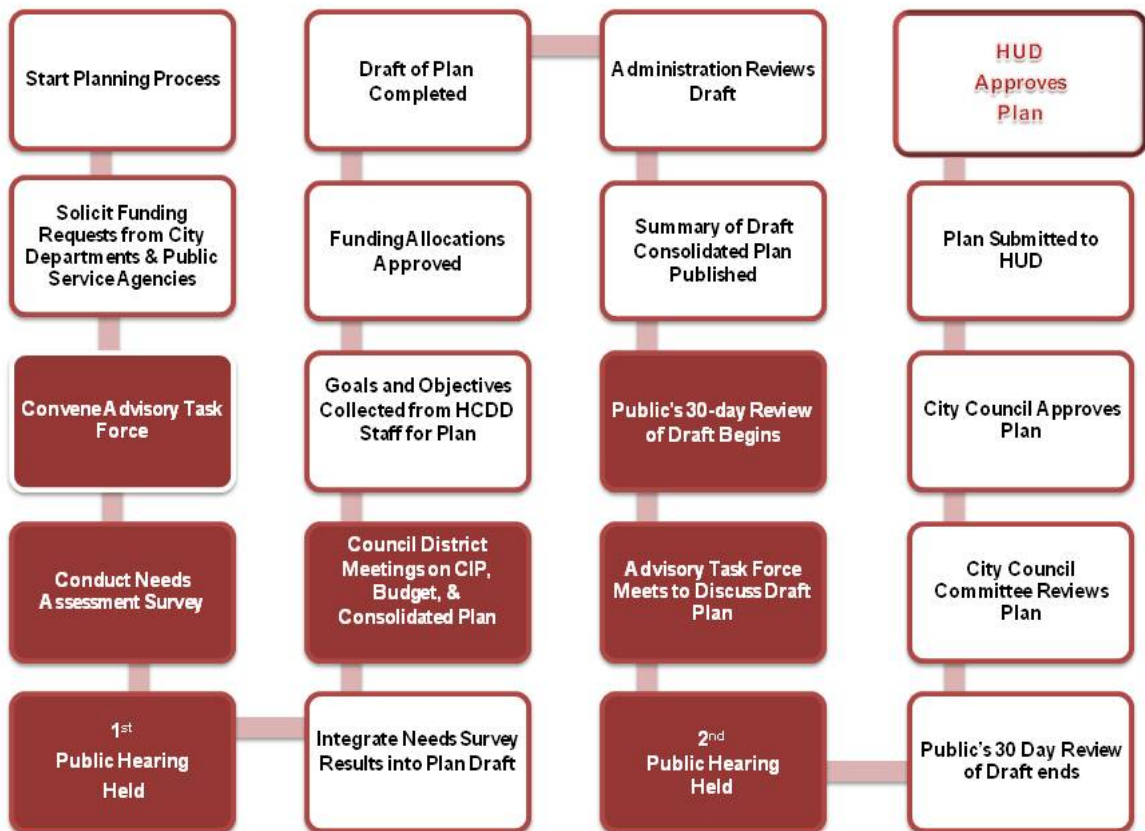 Start Planning Process
Solicit Funding
Requests from City
Departments & Public
Service Agencies
Convene Advisory Task
Force
Conduct Needs
Assessment Survey
1st
Public Hearing
Held
Integrate Needs Survey
Results into Plan Draft
Council District
Meetings on CIP,
Budget, &
Consolidated Plan
Goals and Objectives
Collected from HCDD
Staff for Plan
Funding Allocations
Approved
Draft of Plan
Completed
Administration Reviews
Draft
Summary of Draft
Consolidated Plan
Published
Public's 30-day Review
of Draft Begins
Advisory Task Force
Meets to Discuss Draft
Plan
2nd
Public Hearing
Held
Public's 30 Day Review
of Draft ends
City Council
Committee Reviews
Plan
City Council Approves
Plan
Plan Submitted to
HUD
HUD
Approves
Plan